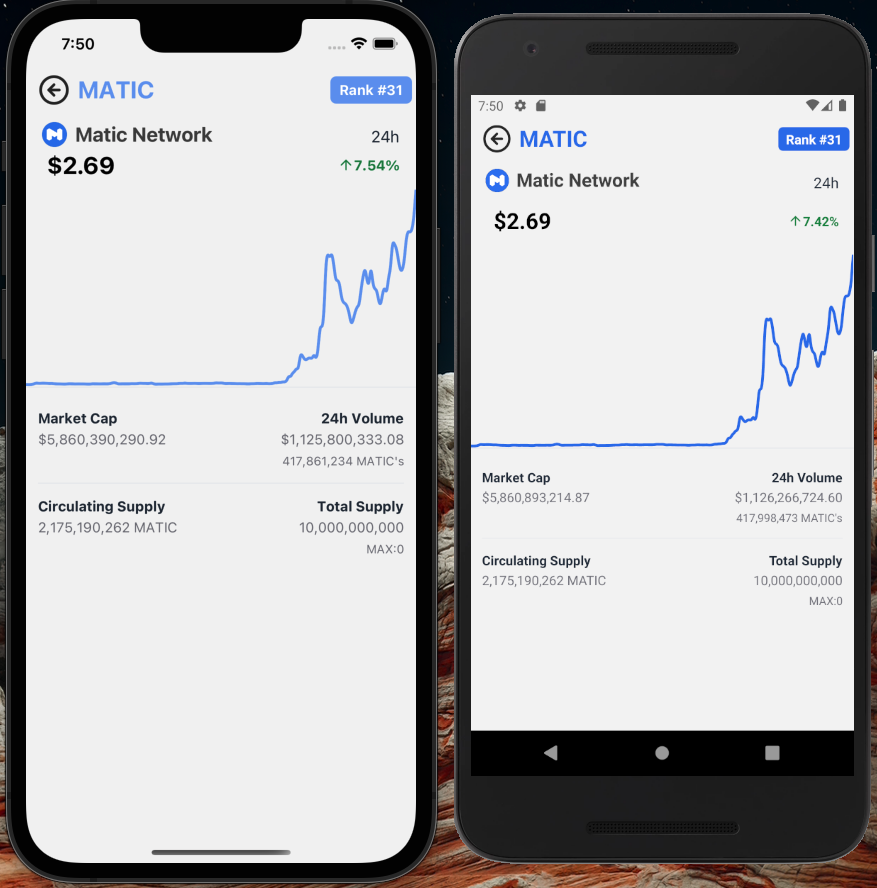 7:50
MATIC Rank #31
Matic Network 24h
$2.69 ↑7.54%
Market Cap 24h Volume
$5,860,390,290.92 $1,125,800,333.08
417,861,234 MATIC's
Circulating Supply Total Supply
2,175,190,262 MATIC 10,000,000,000
MAX:0
7:50
MATIC Rank #31
Matic Network 24h
$2.69 ↑7.42%
Market Cap 24h Volume
$5,860,893,214.87 $1,126,266,724.60
417,998,473 MATIC's
Circulating Supply Total Supply
2,175,190,262 MATIC 10,000,000,000
MAX:0